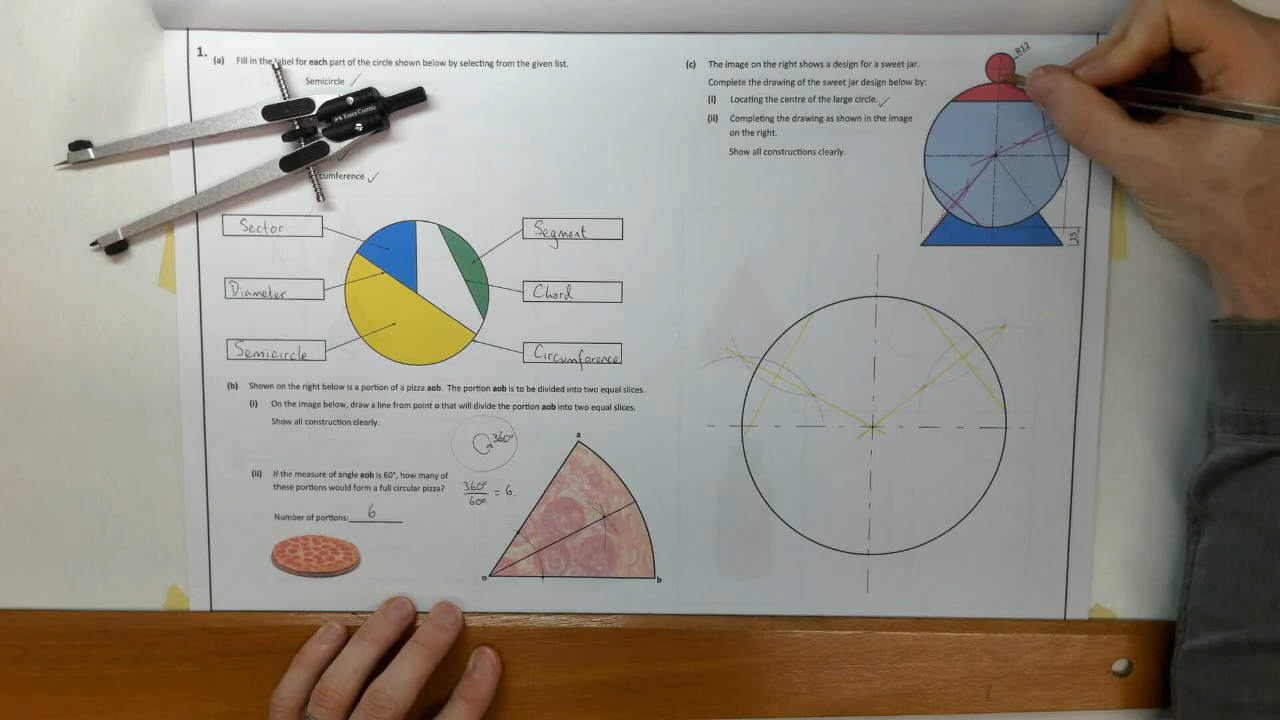 1.
(a) Fill in the label for each part of the circle shown below by selecting from the given list.
Semicircle ✓
FABER-CASTELL
cumference ✓
Sector
Segment
Diameter
Chord
Semicircle
Circumference
(b) Shown on the right below is a portion of a pizza aob. The portion aob is to be divided into two equal slices.
(i) On the image below, draw a line from point o that will divide the portion aob into two equal slices.
Show all construction clearly.
360°
a
(ii) If the measure of angle aob is 60°, how many of
these portions would form a full circular pizza?
360°
60°
= 6.
Number of portions: 6
o
b
(c) The image on the right shows a design for a sweet jar.
Complete the drawing of the sweet jar design below by:
(i) Locating the centre of the large circle. ✓
(ii) Completing the drawing as shown in the image
on the right.
Show all constructions clearly.
R12
15